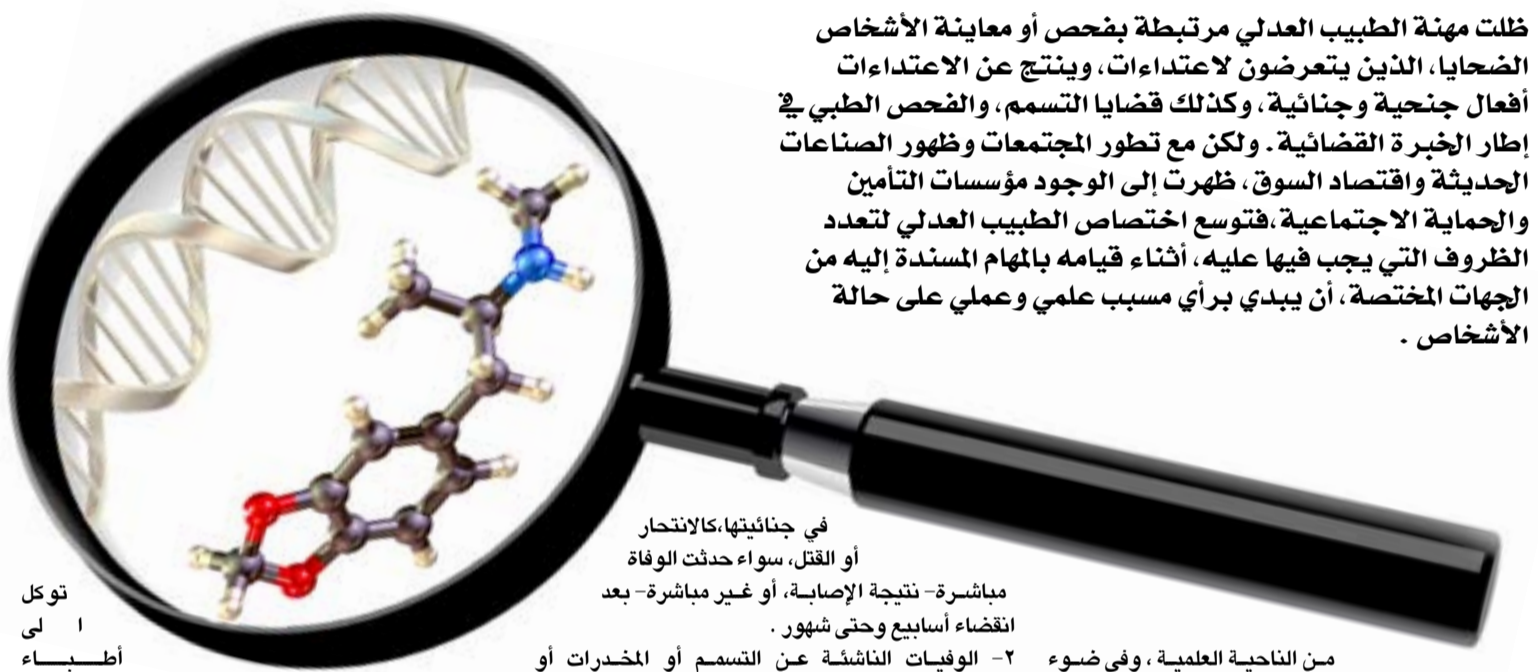 ظلت مهنة الطبيب العدلي مرتبطة بفحص أو معاينة الأشخاص
الضحايا، الذين يتعرضون لاعتداءات، وينتج عن الاعتداءات
أفعال جنحية وجنائية، وكذلك قضايا التسمم، والفحص الطبي في
إطار الخبرة القضائية. ولكن مع تطور المجتمعات وظهور الصناعات
الحديثة واقتصاد السوق، ظهرت إلى الوجود مؤسسات التأمين
والحماية الاجتماعية،فتوسع اختصاص الطبيب العدلي لتعدد
الظروف التي يجب فيها عليه، أثناء قيامه بالمهام المسندة إليه من
الجهات المختصة، أن يبدي برأي مسبب علمي وعملي على حالة
الأشخاص .
من الناحية العلمية ، وفي ضوء
في جنائيتها،كالانتحار
أو القتل، سواء حدثت الوفاة
مباشرة- نتيجة الإصابة، أو غير مباشرة- بعد
انقضاء أسابيع وحتى شهور .
٢- الوفيات الناشئة عن التسمم أو المخدرات أو
توكل
ا لى
أطباء